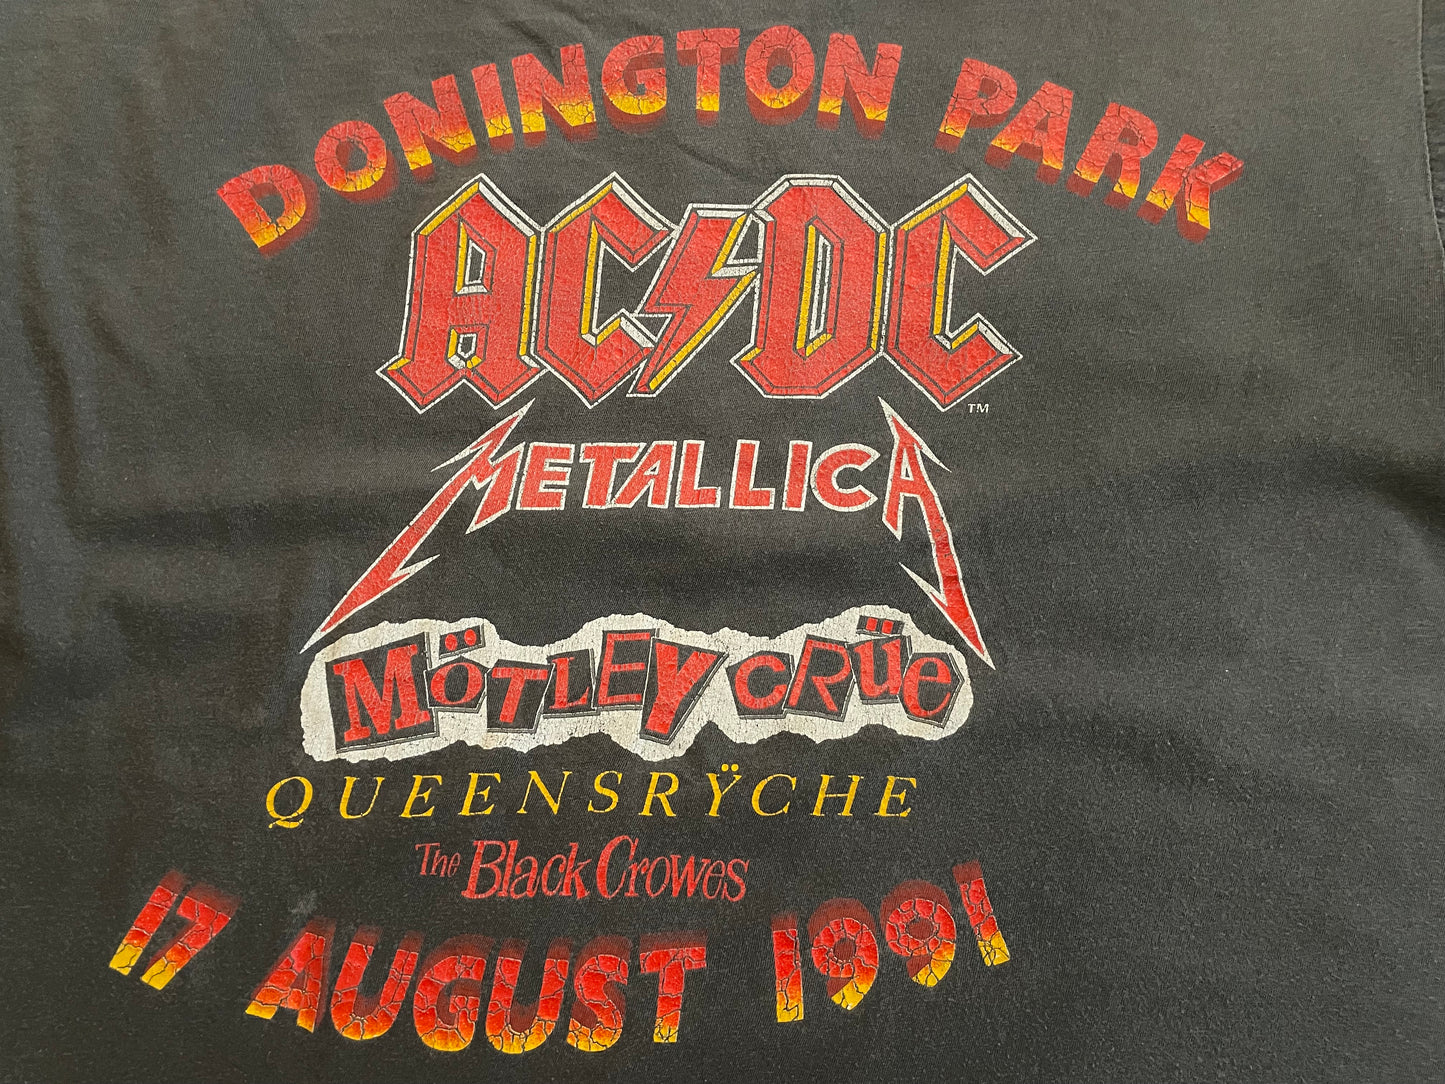 DONINGTON PARK
AC/DC TM
METALLICA
MÖTLEY CRÜe
QUEENSRŸCHE
The Black Crowes
17 AUGUST 1991